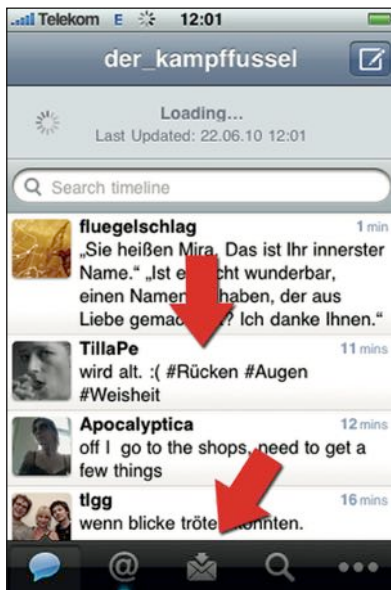 Telekom E 12:01
der_kampffussel
Loading...
Last Updated: 22.06.10 12:01
Search timeline
fluegelschlag 1 min
„Sie heißen Mira. Das ist Ihr innerster
Name.“ „Ist es nicht wunderbar,
einen Namen haben, der aus
Liebe ? Ich danke Ihnen.“
TillaPe 11 mins
wird alt. :( #Rücken #Augen
#Weisheit
Apocalyptica 12 mins
off I go to the shops, need to get a
few things
tlgg 16 mins
wenn blicke könnten.
@